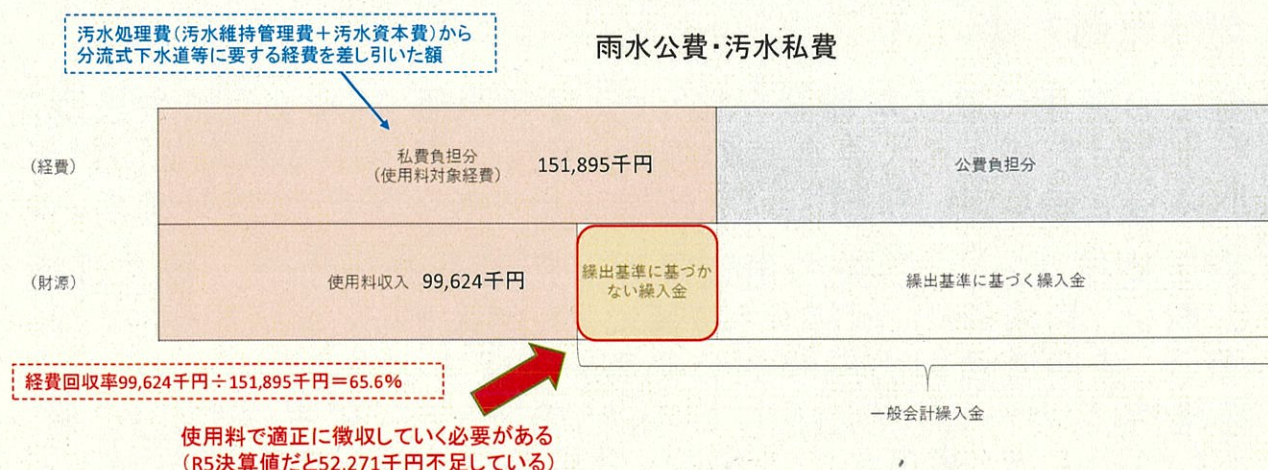 汚水処理費(汚水維持管理費+汚水資本費)から
分流式下水道等に要する経費を差し引いた額
雨水公費・汚水私費
(経費)
私費負担分
(使用料対象経費)
151,895千円
公費負担分
(財源)
使用料収入 99,624千円
繰出基準に基づか
ない繰入金
繰出基準に基づく繰入金
経費回収率99,624千円÷151,895千円=65.6%
一般会計繰入金
使用料で適正に徴収していく必要がある
(R5決算値だと52,271千円不足している)